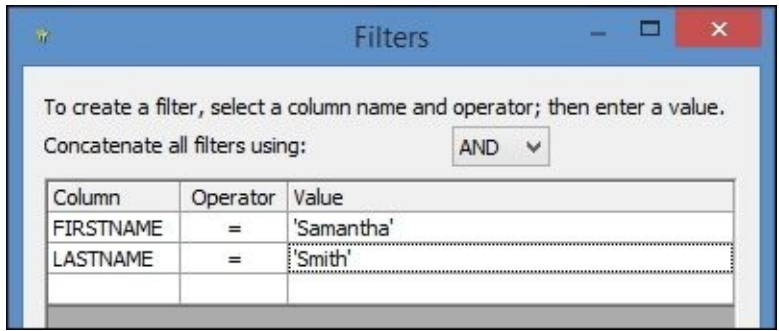 Filters
To create a filter, select a column name and operator; then enter a value.
Concatenate all filters using: AND
Column Operator Value
FIRSTNAME = 'Samantha'
LASTNAME = 'Smith'